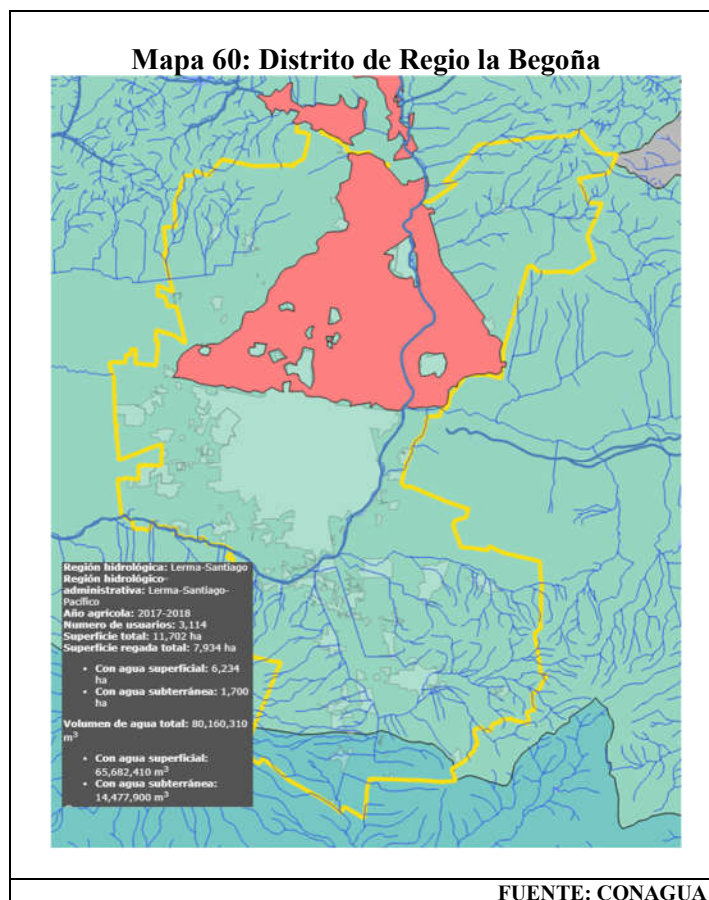 Mapa 60: Distrito de Regio la Begoña
Región hidrológica: Lerma-Santiago
Región hidrológico-
administrativa: Lerma-Santiago-
Pacífico
Año agrícola: 2017-2018
Numero de usuarios: 3,114
Superficie total: 11,702 ha
Superficie regada total: 7,934 ha
• Con agua superficial: 6,234
ha
• Con agua subterránea: 1,700
ha
Volumen de agua total: 80,160,310
m³
• Con agua superficial:
65,682,410 m³
• Con agua subterránea:
14,477,900 m³
FUENTE: CONAGUA